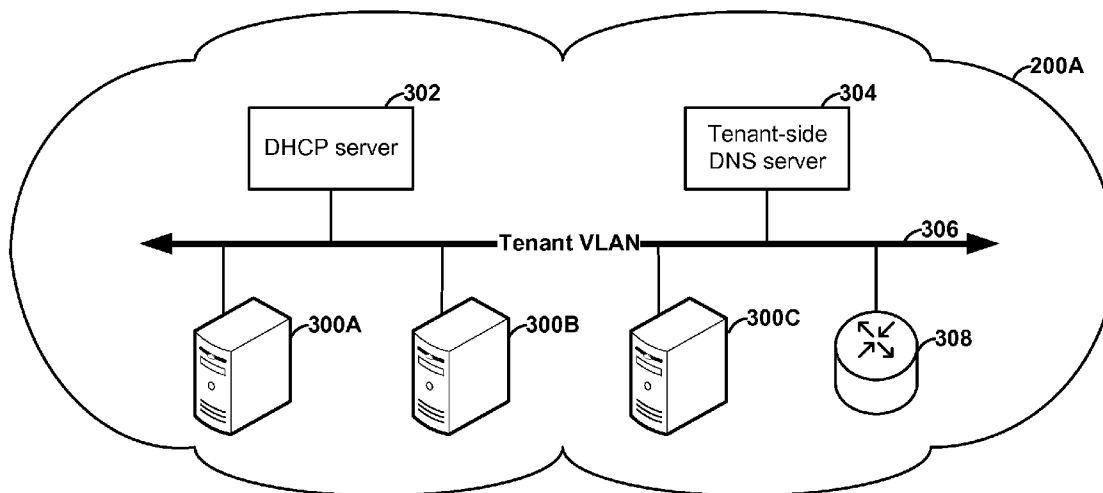 200A
302
304
DHCP server
Tenant-side
DNS server
Tenant VLAN
306
300A
300B
300C
308